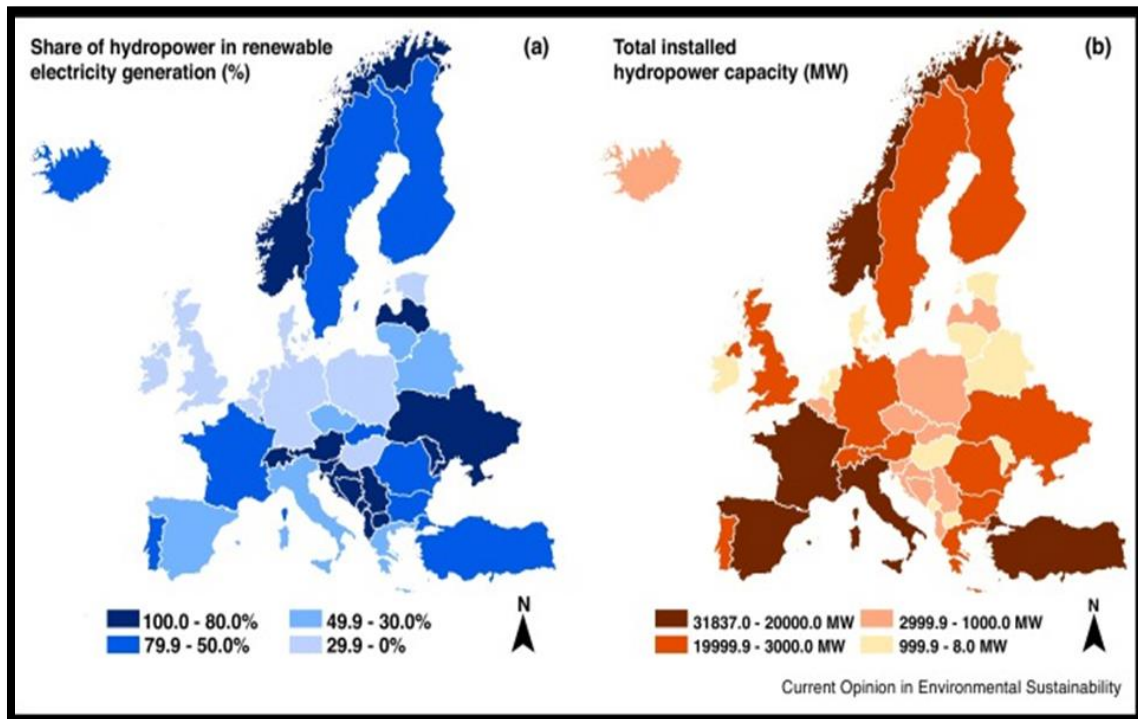 Share of hydropower in renewable
electricity generation (%)
(a)
Total installed
hydropower capacity (MW)
(b)
100.0 - 80.0%
49.9 - 30.0%
79.9 - 50.0%
29.9 - 0%
N
31837.0 - 20000.0 MW
2999.9 - 1000.0 MW
19999.9 - 3000.0 MW
999.9 - 8.0 MW
N
Current Opinion in Environmental Sustainability